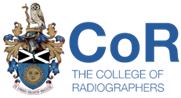 CoR
THE COLLEGE OF
RADIOGRAPHERS